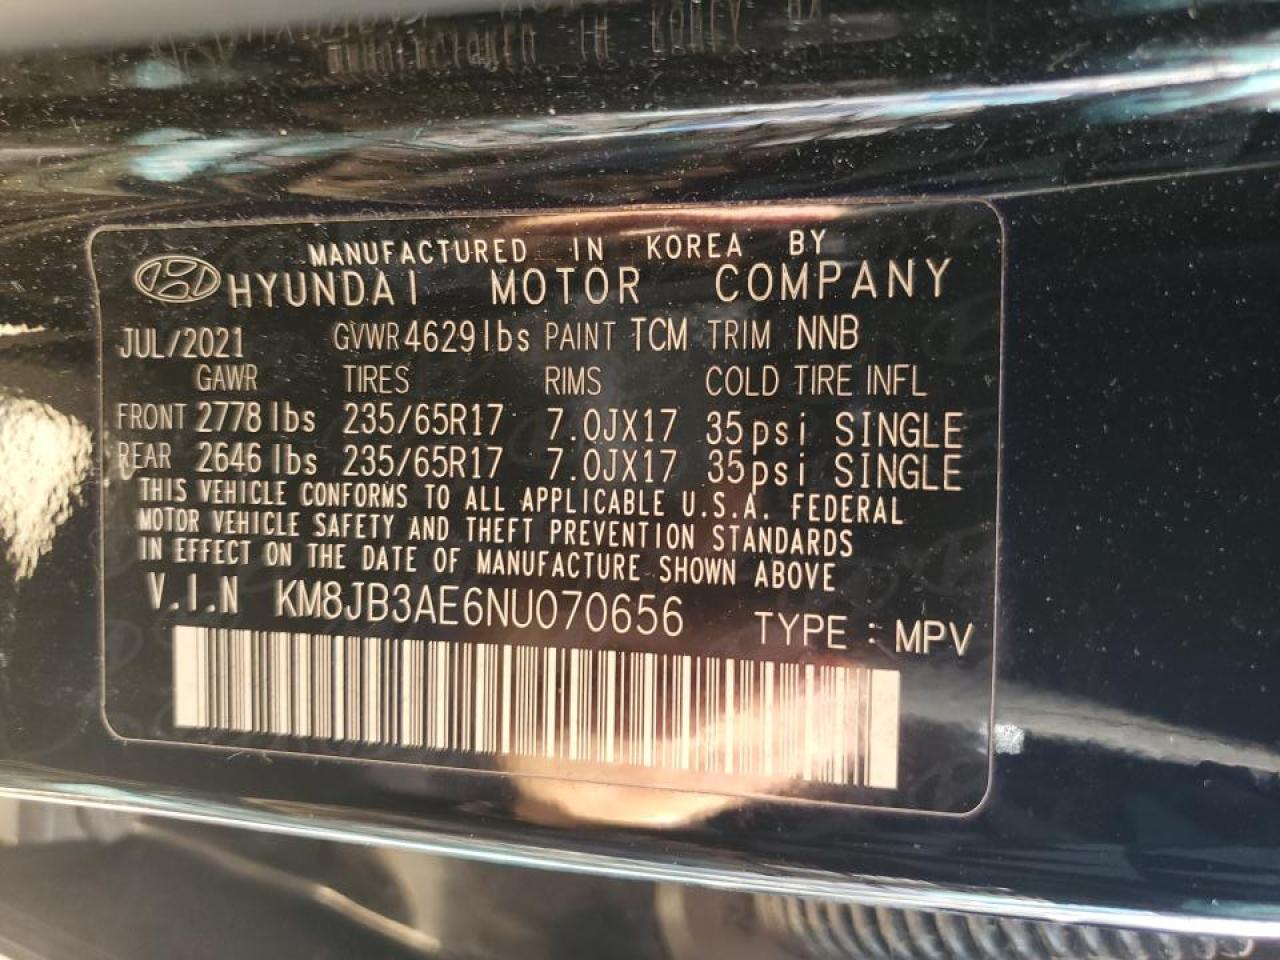 MANUFACTURED IN KOREA BY
HYUNDAI MOTOR COMPANY
JUL/2021 GVWR 4629 lbs PAINT TCM TRIM NNB
GAWR TIRES RIMS COLD TIRE INFL
FRONT 2778 lbs 235/65R17 7.0JX17 35psi SINGLE
REAR 2646 lbs 235/65R17 7.0JX17 35psi SINGLE
THIS VEHICLE CONFORMS TO ALL APPLICABLE U.S.A. FEDERAL
MOTOR VEHICLE SAFETY AND THEFT PREVENTION STANDARDS
IN EFFECT ON THE DATE OF MANUFACTURE SHOWN ABOVE
V.I.N KM8JB3AE6NU070656 TYPE : MPV